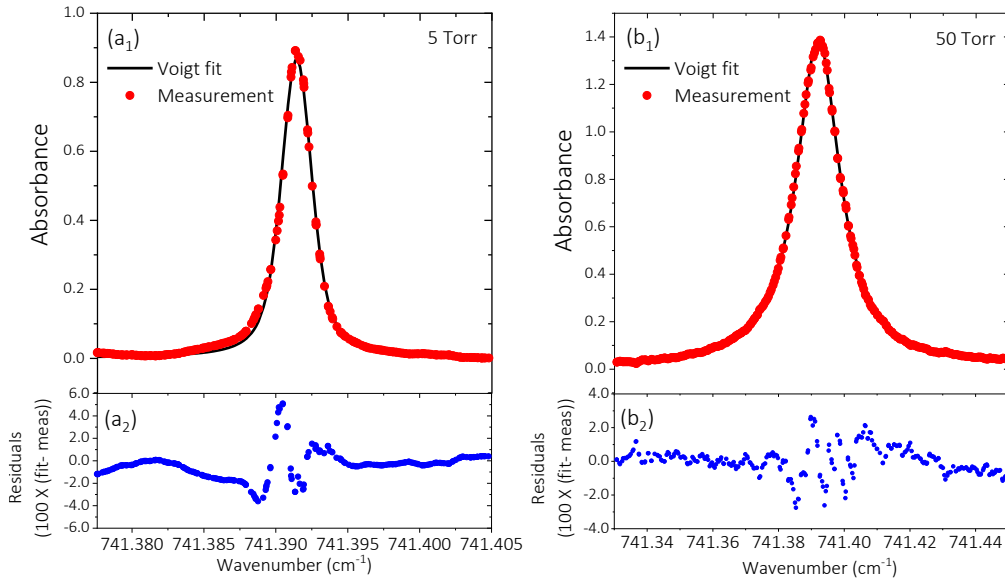 (a1)
5 Torr
Voigt fit
Measurement
Absorbance
1.0
0.8
0.6
0.4
0.2
0.0
(a2)
Residuals
(100 X (fit- meas))
6.0
4.0
2.0
0.0
-2.0
-4.0
-6.0
741.380 741.385 741.390 741.395 741.400 741.405
Wavenumber (cm-1)
(b1)
50 Torr
Voigt fit
Measurement
Absorbance
1.4
1.2
1.0
0.8
0.6
0.4
0.2
0.0
(b2)
Residuals
(100 X (fit- meas))
4.0
2.0
0.0
-2.0
-4.0
741.34 741.36 741.38 741.40 741.42 741.44
Wavenumber (cm-1)